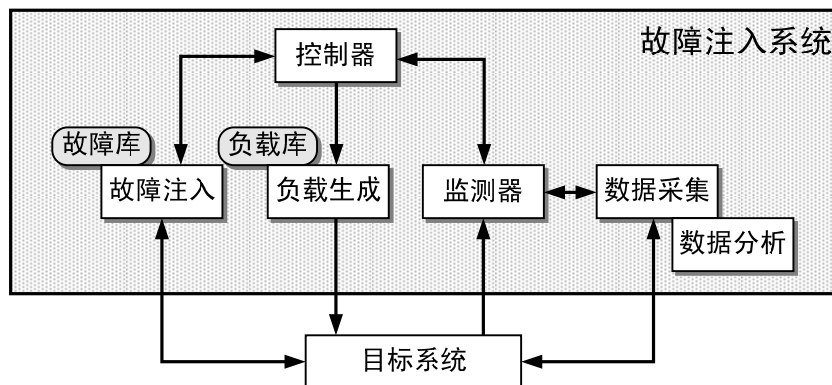 故障注入系统
控制器
故障库
负载库
故障注入
负载生成
监测器
数据采集
数据分析
目标系统